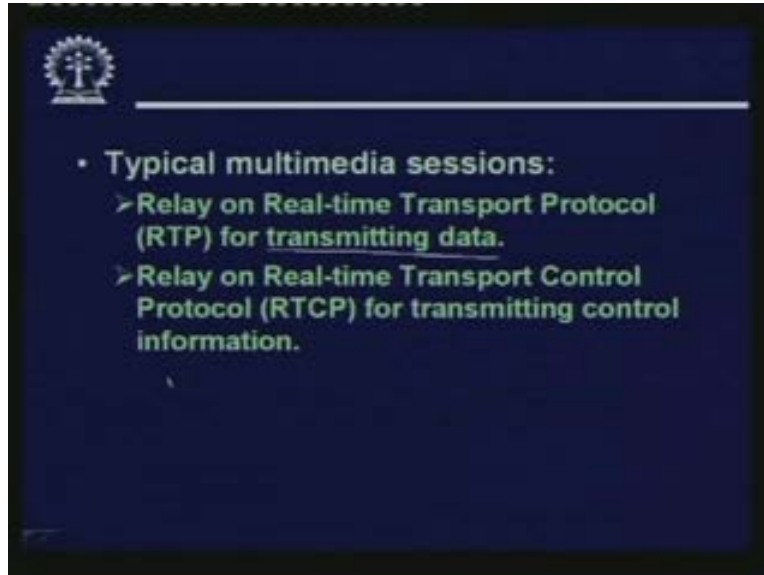 • Typical multimedia sessions:
➢Relay on Real-time Transport Protocol
(RTP) for transmitting data.
➢Relay on Real-time Transport Control
Protocol (RTCP) for transmitting control
information.